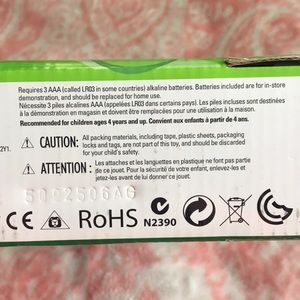 Requires 3 AAA (called LR03 in some countries) alkaline batteries. Batteries included are for in-store
demonstration, and should be replaced for home use.
Nécessite 3 piles alcalines AAA (appelées LR03 dans certains pays). Les piles incluses sont destinées
à la démonstration en magasin et doivent être remplacées pour l'usage à domicile.
Recommended for children ages 4 years and up. Convient aux enfants à partir de 4 ans.
2Y1.
CAUTION: All packing materials, including tape, plastic sheets, packaging
locks and tags, are not part of this toy, and should be discarded
for your child's safety.
ATTENTION: Les attaches et les languettes en plastique ne font pas
partie du jouet. Pour la sécurité de votre enfant, enlevez-les et
jetez-les avant de lui donner ce jouet.
5002506AG
CE RoHS N2390